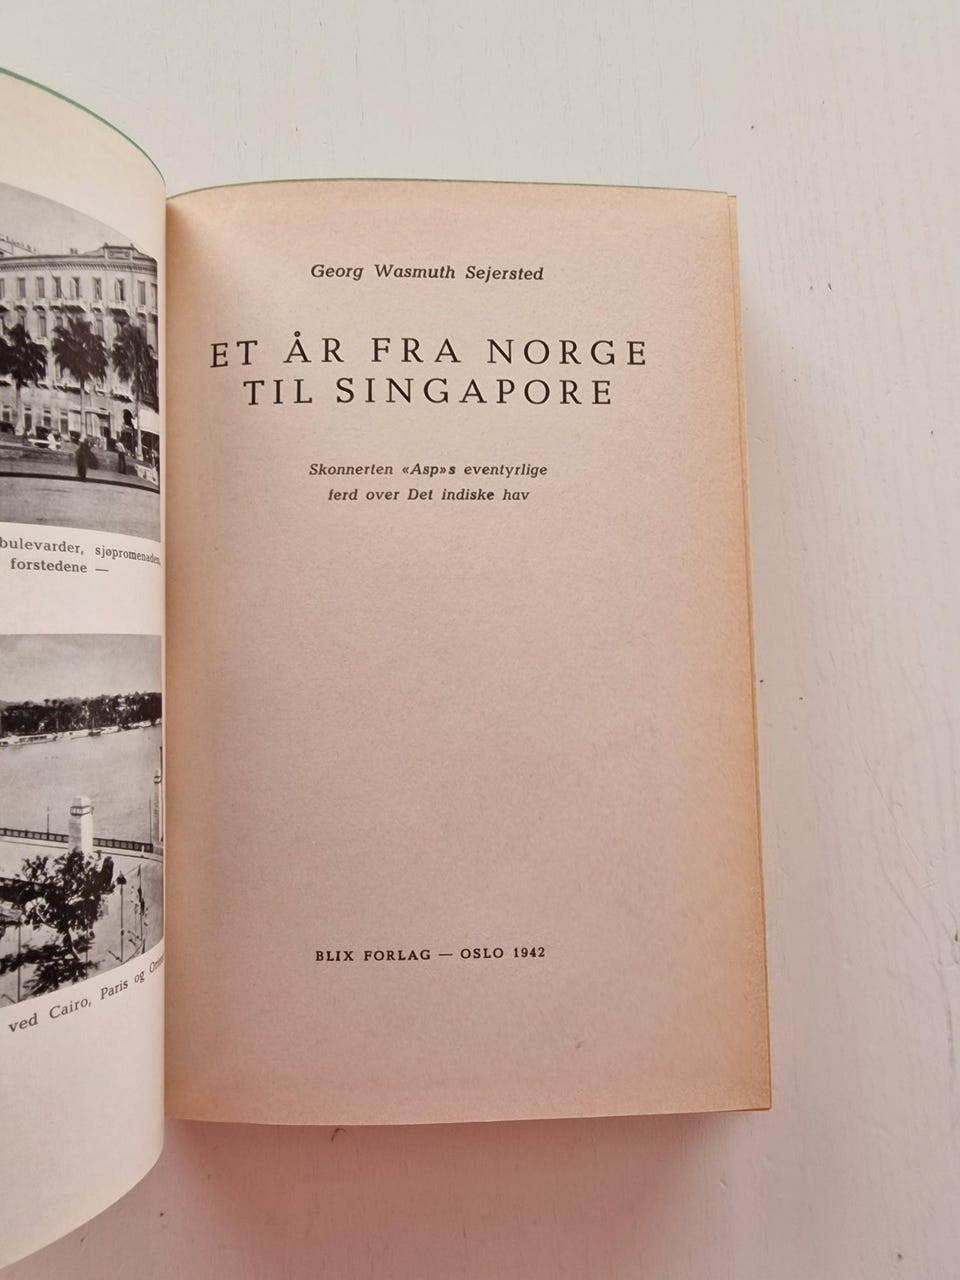 bulevarder, sjøpromenaden,
forstedene —
ved Cairo, Paris og
Georg Wasmuth Sejersted
ET ÅR FRA NORGE
TIL SINGAPORE
Skonnerten «Asp»s eventyrlige
ferd over Det indiske hav
BLIX FORLAG — OSLO 1942